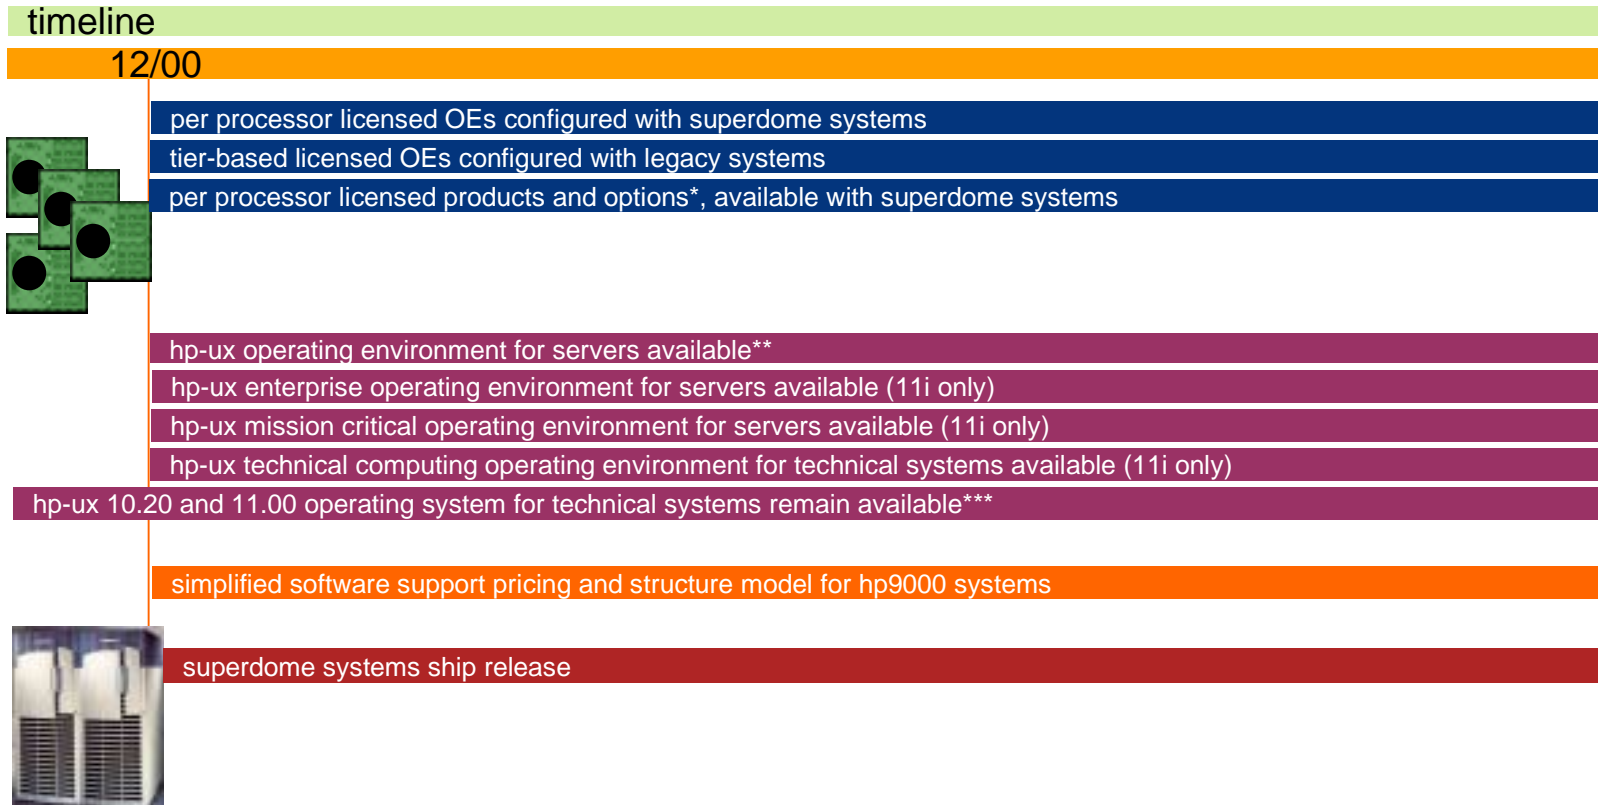 timeline
12/00
per processor licensed OEs configured with superdome systems
tier-based licensed OEs configured with legacy systems
per processor licensed products and options*, available with superdome systems
hp-ux operating environment for servers available**
hp-ux enterprise operating environment for servers available (11i only)
hp-ux mission critical operating environment for servers available (11i only)
hp-ux technical computing operating environment for technical systems available (11i only)
hp-ux 10.20 and 11.00 operating system for technical systems remain available***
simplified software support pricing and structure model for hp9000 systems
superdome systems ship release